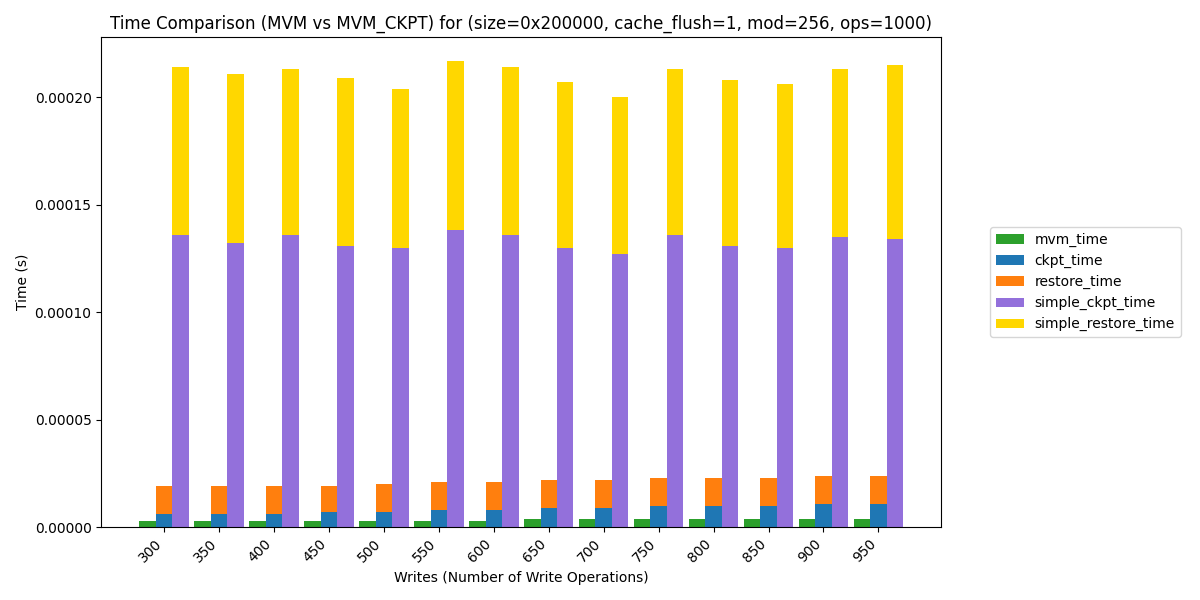 Time Comparison (MVM vs MVM_CKPT) for (size=0x200000, cache_flush=1, mod=256, ops=1000)
Time (s)
0.00020
0.00015
0.00010
0.00005
0.00000
300 350 400 450 500 550 600 650 700 750 800 850 900 950
Writes (Number of Write Operations)
mvm_time
ckpt_time
restore_time
simple_ckpt_time
simple_restore_time